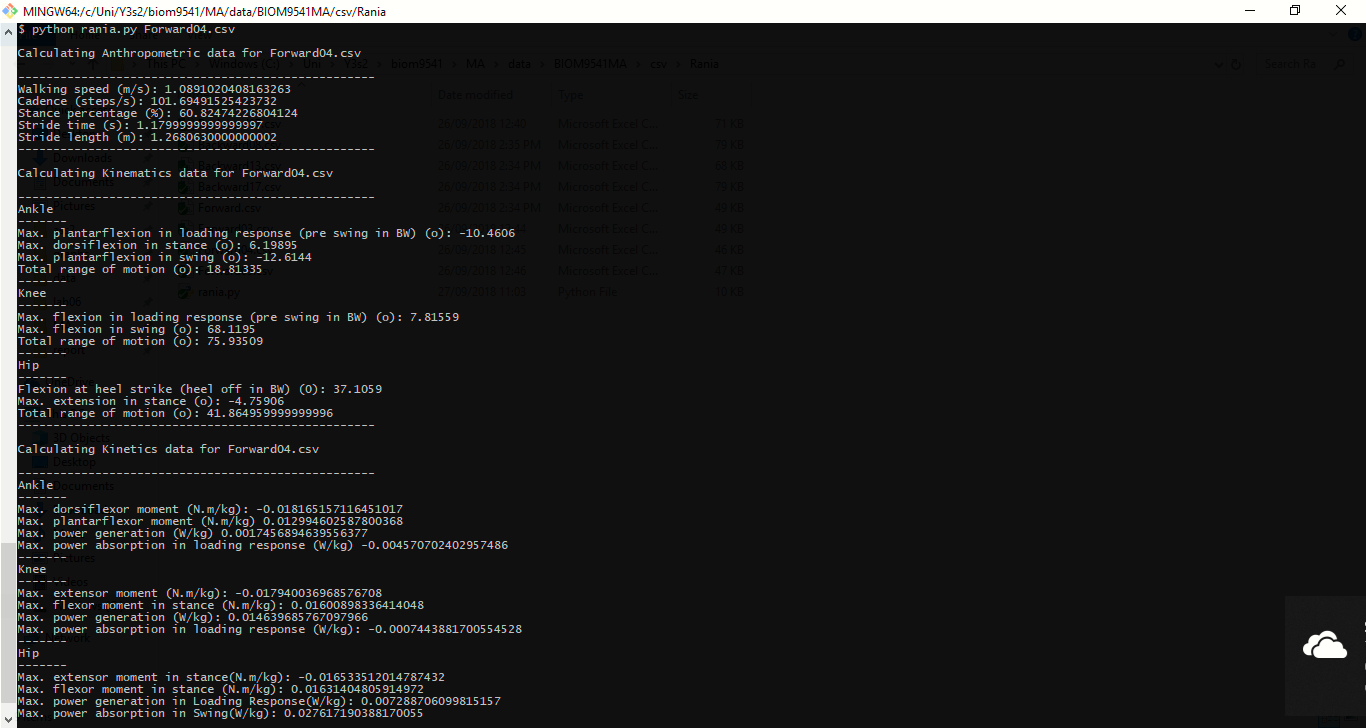 MINGW64:/c/Uni/Y3s2/biom9541/MA/data/BIOM9541MA/csv/Rania
$ python rania.py Forward04.csv
Calculating Anthropometric data for Forward04.csv
---------------------------------------------------
Walking speed (m/s): 1.0891020408163263
Cadence (steps/s): 101.69491525423732
Stance percentage (%): 60.82474226804124
Stride time (s): 1.1799999999999997
Stride length (m): 1.2680630000000002
---------------------------------------------------
Calculating Kinematics data for Forward04.csv
---------------------------------------------------
Ankle
-------
Max. plantarflexion in loading response (pre swing in BW) (o): -10.4606
Max. dorsiflexion in stance (o): 6.19895
Max. plantarflexion in swing (o): -12.6144
Total range of motion (o): 18.81335
-------
Knee
-------
Max. flexion in loading response (pre swing in BW) (o): 7.81559
Max. flexion in swing (o): 68.1195
Total range of motion (o): 75.93509
-------
Hip
-------
Flexion at heel strike (heel off in BW) (O): 37.1059
Max. extension in stance (o): -4.75906
Total range of motion (o): 41.864959999999996
---------------------------------------------------
Calculating Kinetics data for Forward04.csv
---------------------------------------------------
Ankle
-------
Max. dorsiflexor moment (N.m/kg): -0.018165157116451017
Max. plantarflexor moment (N.m/kg) 0.012994602587800368
Max. power generation (W/kg) 0.0017456894639556377
Max. power absorption in loading response (W/kg) -0.004570702402957486
-------
Knee
-------
Max. extensor moment (N.m/kg): -0.017940036968576708
Max. flexor moment in stance (N.m/kg): 0.01600898336414048
Max. power generation (W/kg): 0.014639685767097966
Max. power absorption in loading response (W/kg): -0.0007443881700554528
-------
Hip
-------
Max. extensor moment in stance(N.m/kg): -0.016533512014787432
Max. flexor moment in stance (N.m/kg): 0.01631404805914972
Max. power generation in Loading Response(W/kg): 0.007288706099815157
Max. power absorption in Swing(W/kg): 0.027617190388170055